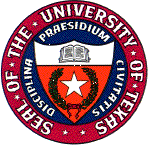 SEAL OF THE UNIVERSITY OF TEXAS
DISCIPLINA PRAESIDIUM CIVITATIS